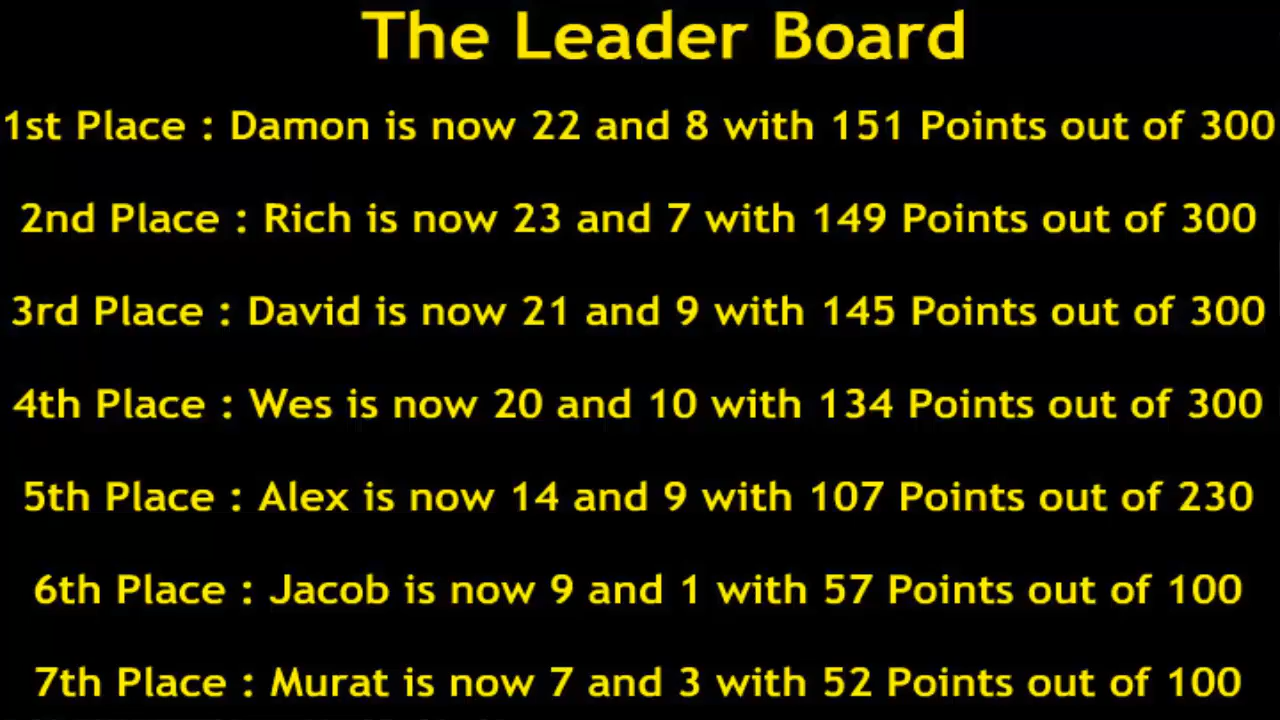 The Leader Board
1st Place : Damon is now 22 and 8 with 151 Points out of 300
2nd Place : Rich is now 23 and 7 with 149 Points out of 300
3rd Place : David is now 21 and 9 with 145 Points out of 300
4th Place : Wes is now 20 and 10 with 134 Points out of 300
5th Place : Alex is now 14 and 9 with 107 Points out of 230
6th Place : Jacob is now 9 and 1 with 57 Points out of 100
7th Place : Murat is now 7 and 3 with 52 Points out of 100